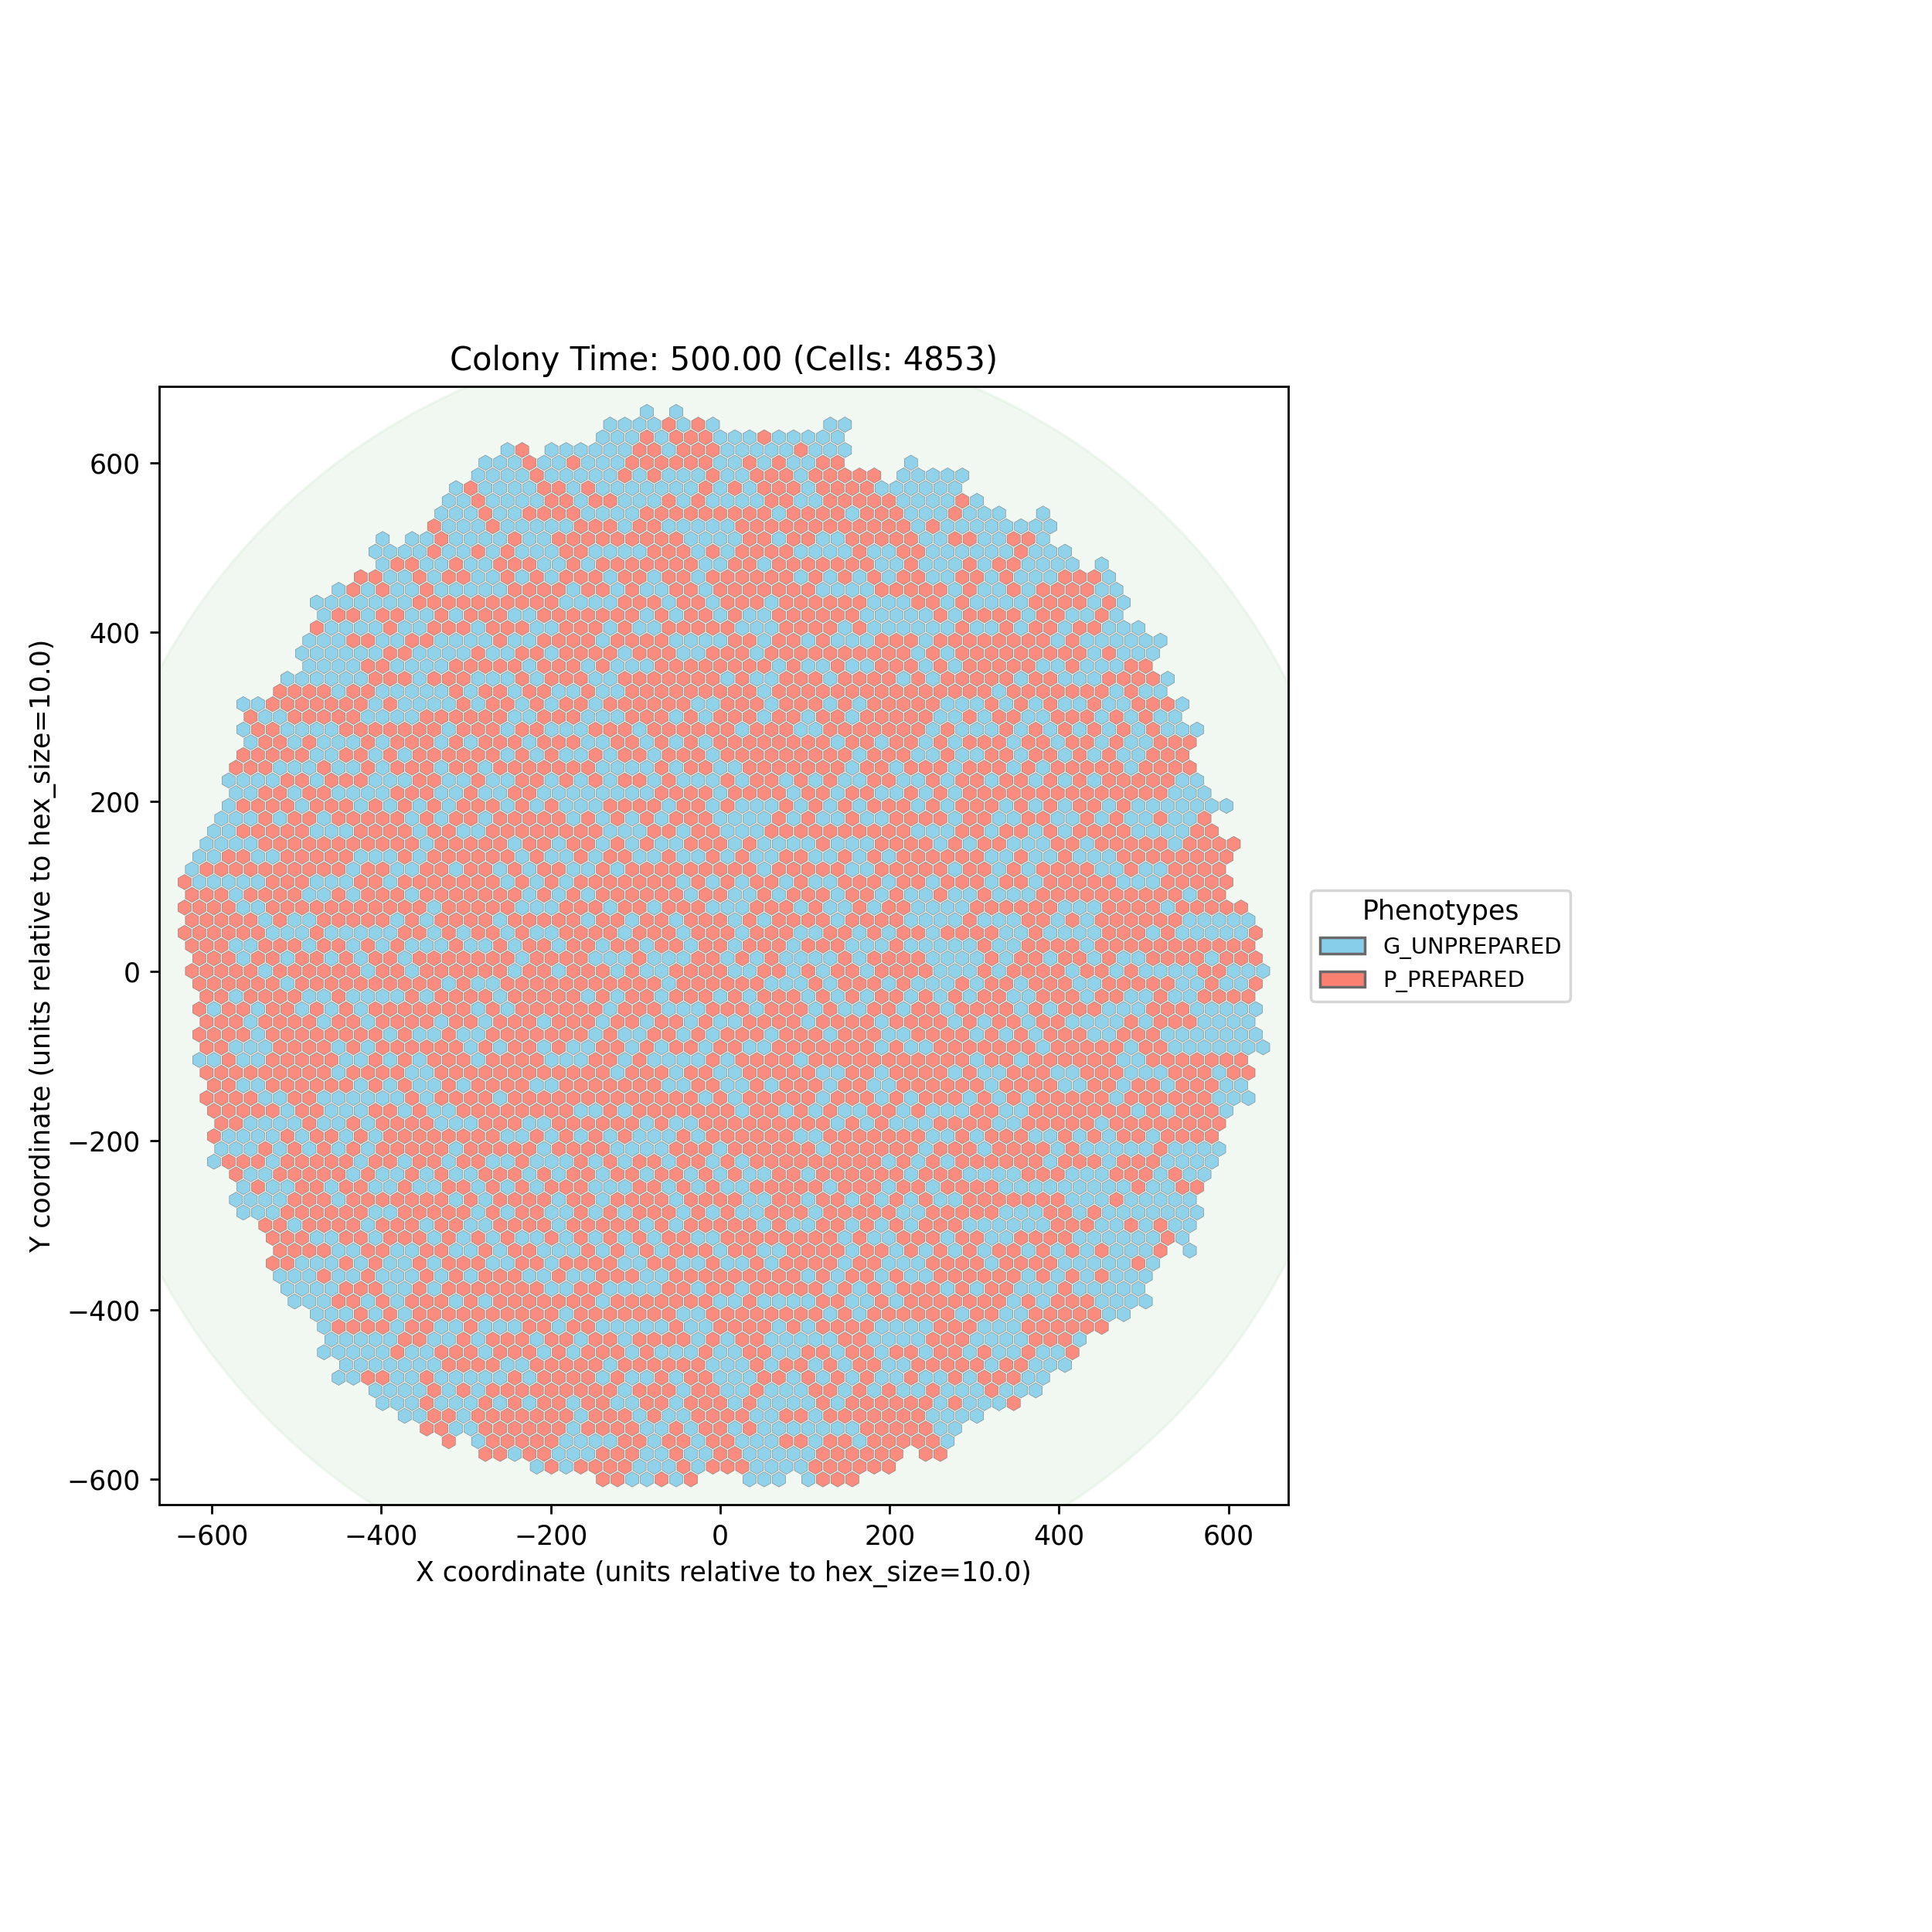 Colony Time: 500.00 (Cells: 4853)
Y coordinate (units relative to hex_size=10.0)
600
400
200
0
−200
−400
−600
−600 −400 −200 0 200 400 600
X coordinate (units relative to hex_size=10.0)
Phenotypes
G_UNPREPARED
P_PREPARED